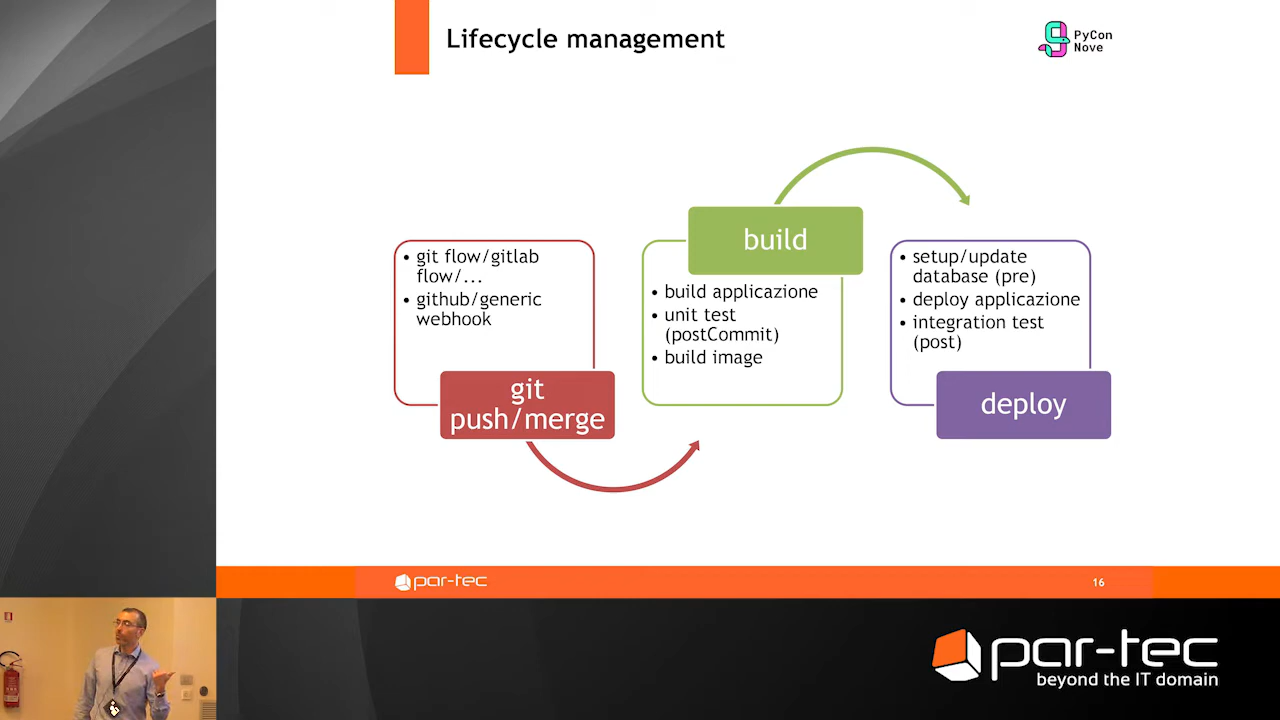 Lifecycle management
PyCon
Nove
• git flow/gitlab
flow/...
• github/generic
webhook
git
push/merge
build
• build applicazione
• unit test
(postCommit)
• build image
• setup/update
database (pre)
• deploy applicazione
• integration test
(post)
deploy
par-tec
16
par-tec
beyond the IT domain